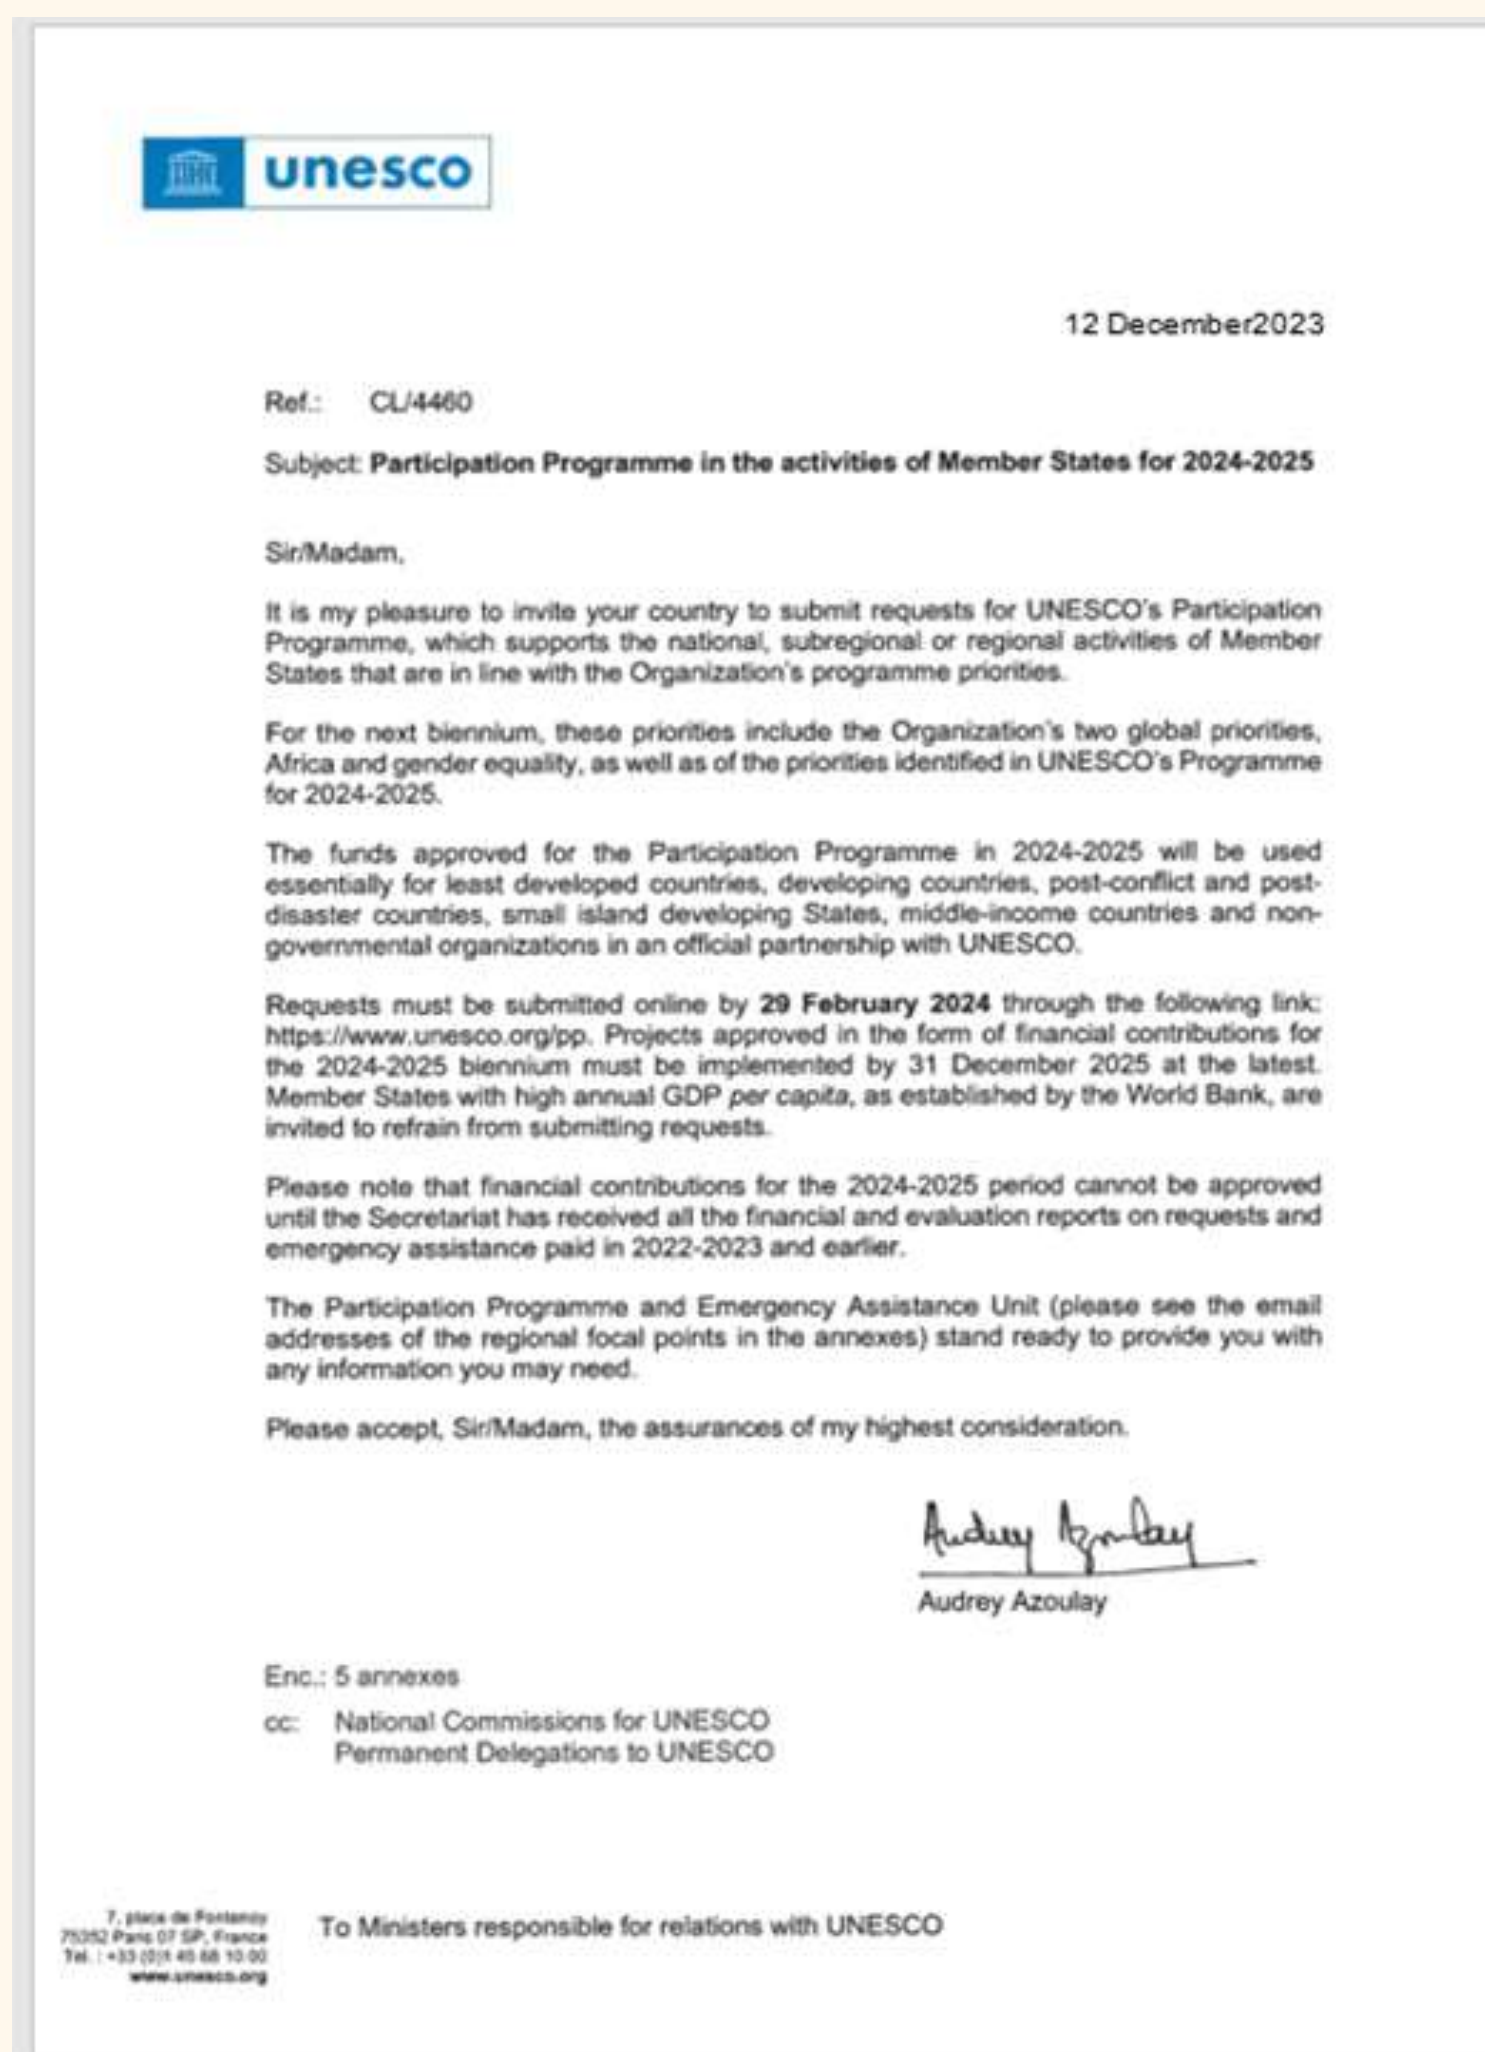 unesco
12 December2023
Ref.: CL/4460
Subject: Participation Programme in the activities of Member States for 2024-2025
Sir/Madam,
It is my pleasure to invite your country to submit requests for UNESCO's Participation
Programme, which supports the national, subregional or regional activities of Member
States that are in line with the Organization's programme priorities.
For the next biennium, these priorities include the Organization's two global priorities,
Africa and gender equality, as well as of the priorities identified in UNESCO's Programme
for 2024-2025.
The funds approved for the Participation Programme in 2024-2025 will be used
essentially for least developed countries, developing countries, post-conflict and post-
disaster countries, small island developing States, middle-income countries and non-
governmental organizations in an official partnership with UNESCO.
Requests must be submitted online by 29 February 2024 through the following link:
https://www.unesco.org/pp. Projects approved in the form of financial contributions for
the 2024-2025 biennium must be implemented by 31 December 2025 at the latest.
Member States with high annual GDP per capita, as established by the World Bank, are
invited to refrain from submitting requests.
Please note that financial contributions for the 2024-2025 period cannot be approved
until the Secretariat has received all the financial and evaluation reports on requests and
emergency assistance paid in 2022-2023 and earlier.
The Participation Programme and Emergency Assistance Unit (please see the email
addresses of the regional focal points in the annexes) stand ready to provide you with
any information you may need.
Please accept, Sir/Madam, the assurances of my highest consideration.
Audrey Azoulay
Audrey Azoulay
Enc.: 5 annexes
cc: National Commissions for UNESCO
Permanent Delegations to UNESCO
7, place de Fontenoy
75352 Paris 07 SP, France
Tél. : +33 (0)1 45 68 10 00
www.unesco.org
To Ministers responsible for relations with UNESCO